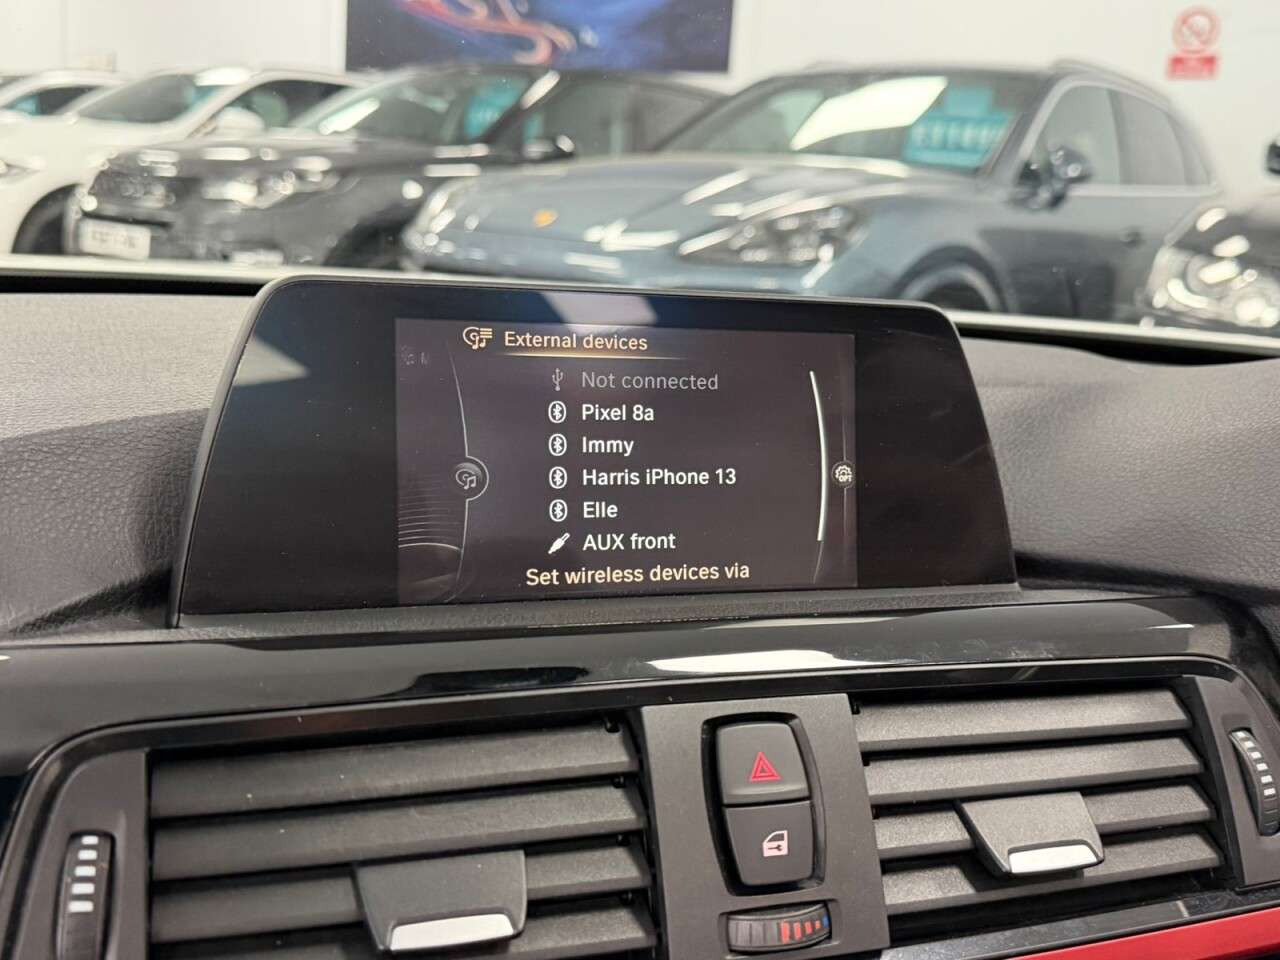 External devices
Not connected
Pixel 8a
Immy
Harris iPhone 13
Elle
AUX front
Set wireless devices via
OPT